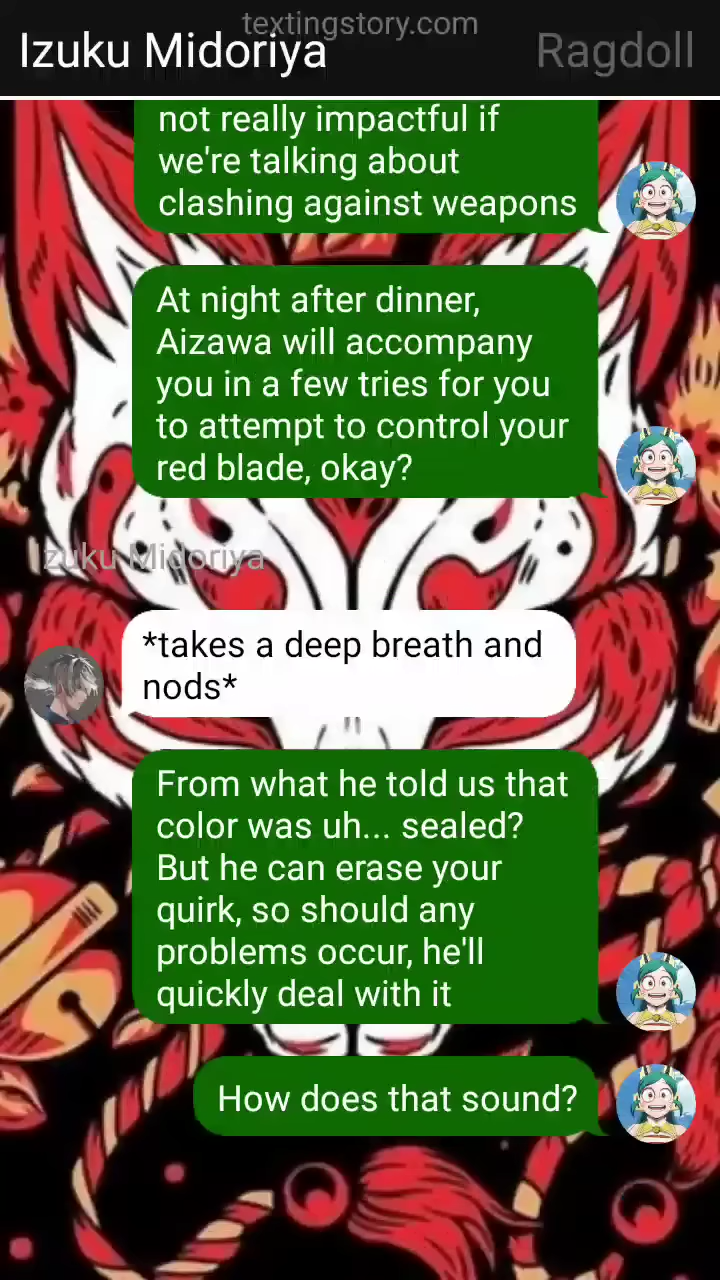 textingstory.com
Izuku Midoriya
Ragdoll
not really impactful if
we're talking about
clashing against weapons
At night after dinner,
Aizawa will accompany
you in a few tries for you
to attempt to control your
red blade, okay?
Izuku Midoriya
*takes a deep breath and
nods*
From what he told us that
color was uh... sealed?
But he can erase your
quirk, so should any
problems occur, he'll
quickly deal with it
How does that sound?